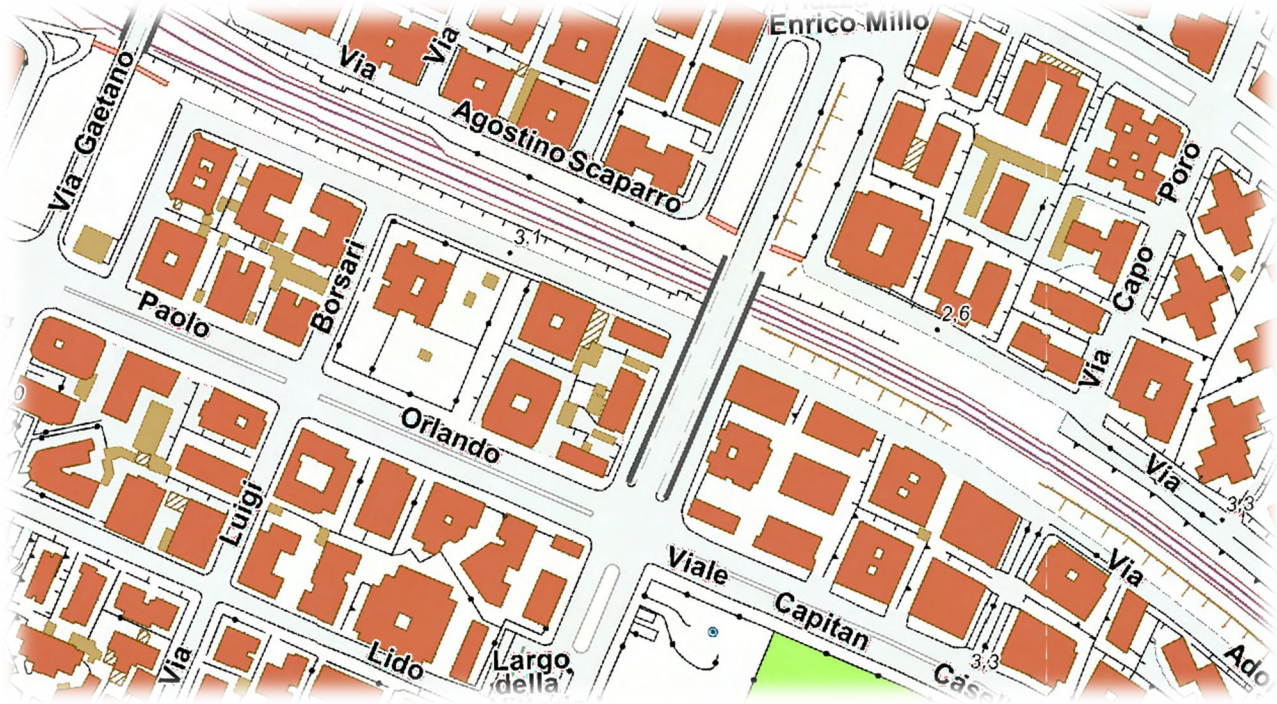 Enrico Millo
Via
Via
Via Gaetano
Agostino Scaparro
Poro
3,1
Capo
Via
2,6
Paolo
Borsari
Orlando
Via
3,3
Luigi
Viale
Capitan
Via
Via
Lido
Largo
della
3,3
Ado
0